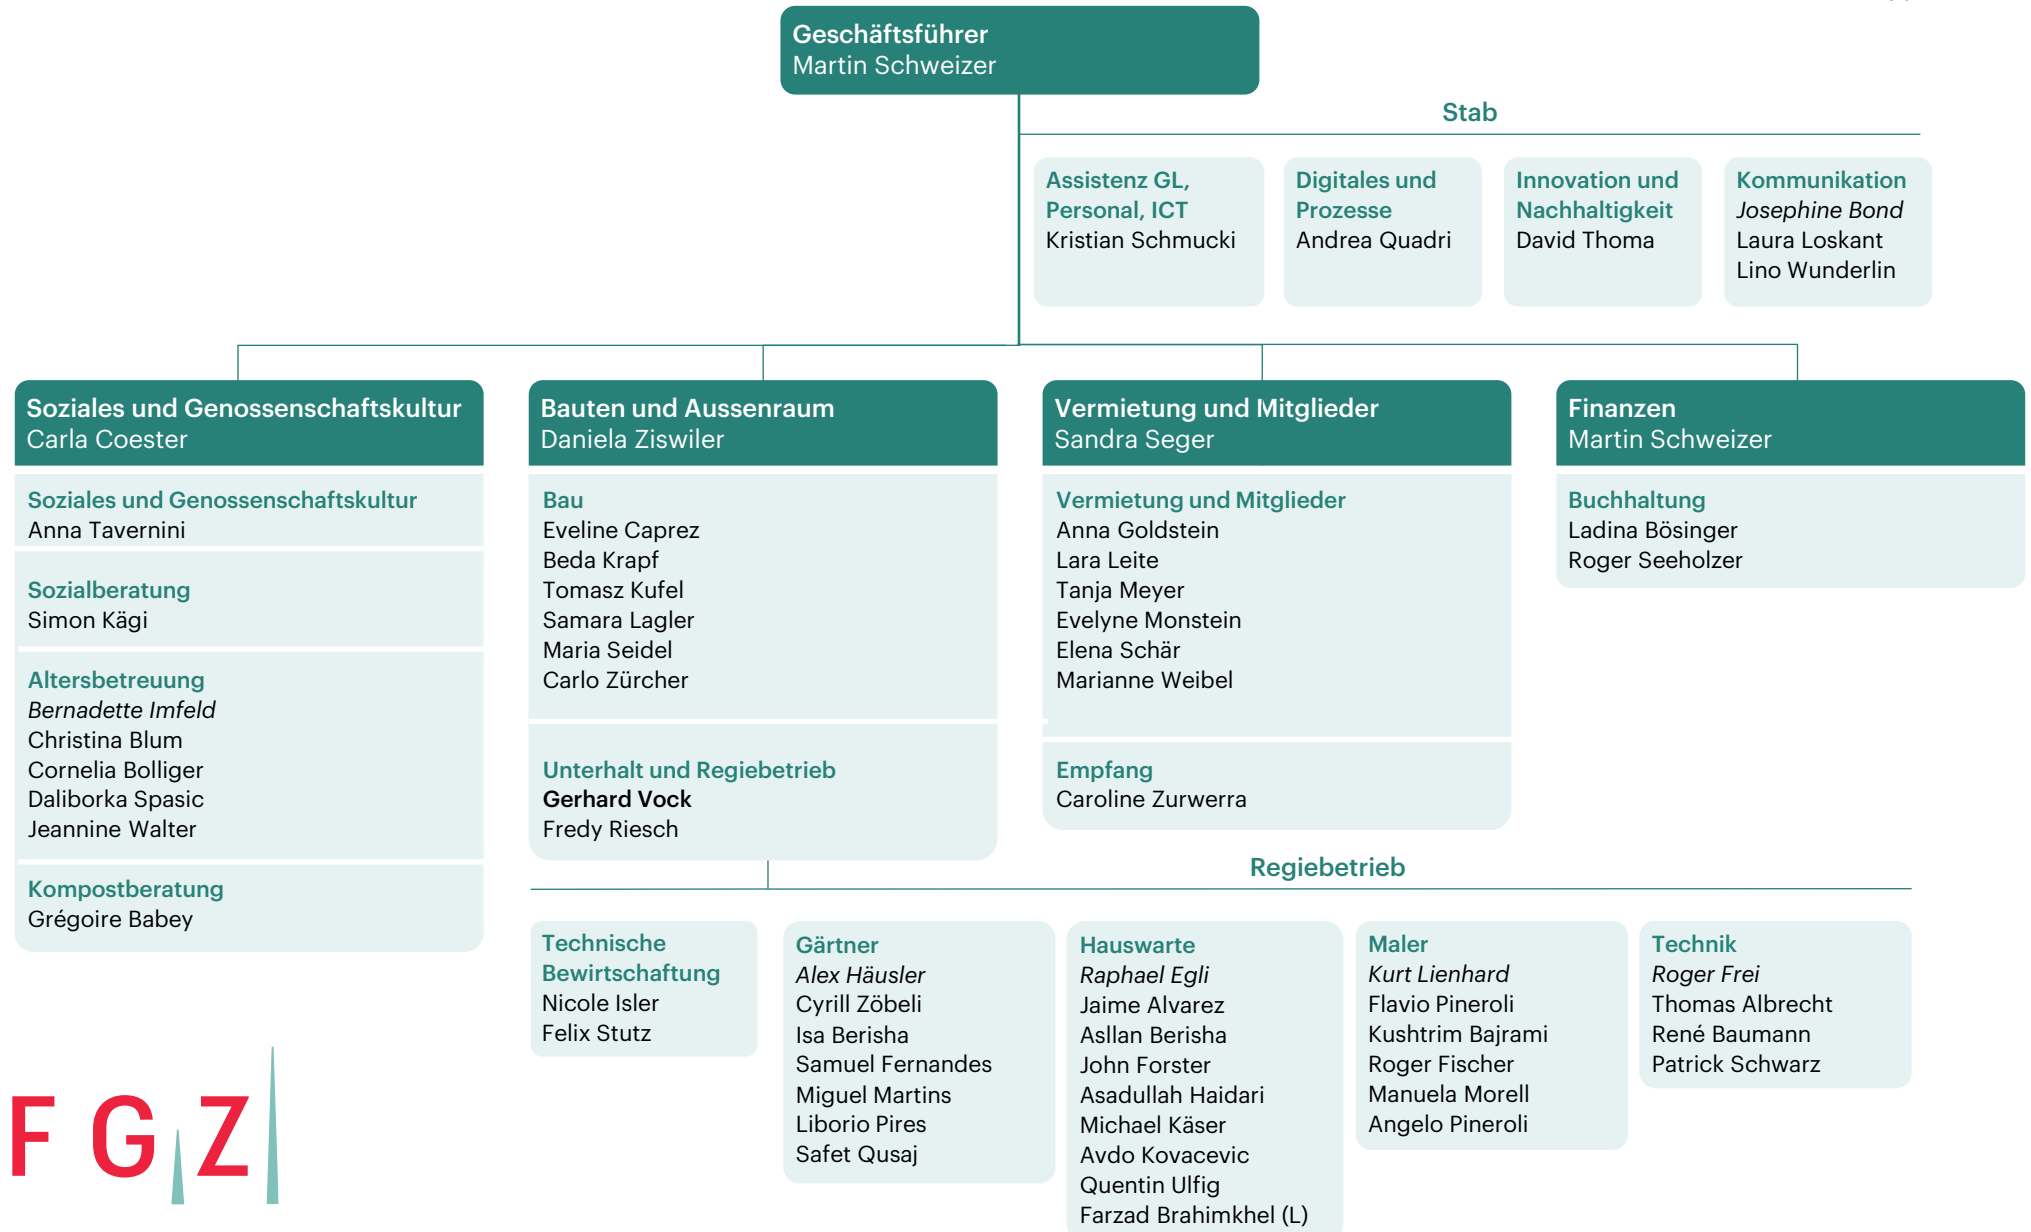 Geschäftsführer
Martin Schweizer
Stab
Assistenz GL,
Personal, ICT
Kristian Schmucki
Digitales und
Prozesse
Andrea Quadri
Innovation und
Nachhaltigkeit
David Thoma
Kommunikation
Josephine Bond
Laura Loskant
Lino Wunderlin
Soziales und Genossenschaftskultur
Carla Coester
Soziales und Genossenschaftskultur
Anna Tavernini
Sozialberatung
Simon Kägi
Altersbetreuung
Bernadette Imfeld
Christina Blum
Cornelia Bolliger
Daliborka Spasic
Jeannine Walter
Kompostberatung
Grégoire Babey
Bauten und Aussenraum
Daniela Ziswiler
Bau
Eveline Caprez
Beda Krapf
Tomasz Kufel
Samara Lagler
Maria Seidel
Carlo Zürcher
Unterhalt und Regiebetrieb
Gerhard Vock
Fredy Riesch
Vermietung und Mitglieder
Sandra Seger
Vermietung und Mitglieder
Anna Goldstein
Lara Leite
Tanja Meyer
Evelyne Monstein
Elena Schär
Marianne Weibel
Empfang
Caroline Zurwerra
Finanzen
Martin Schweizer
Buchhaltung
Ladina Bösinger
Roger Seeholzer
Regiebetrieb
Technische
Bewirtschaftung
Nicole Isler
Felix Stutz
Gärtner
Alex Häusler
Cyrill Zöbeli
Isa Berisha
Samuel Fernandes
Miguel Martins
Liborio Pires
Safet Qusaj
Hauswarte
Raphael Egli
Jaime Alvarez
Asllan Berisha
John Forster
Asadullah Haidari
Michael Käser
Avdo Kovacevic
Quentin Ulfig
Farzad Brahimkhel (L)
Maler
Kurt Lienhard
Flavio Pineroli
Kushtrim Bajrami
Roger Fischer
Manuela Morell
Angelo Pineroli
Technik
Roger Frei
Thomas Albrecht
René Baumann
Patrick Schwarz
FGZ